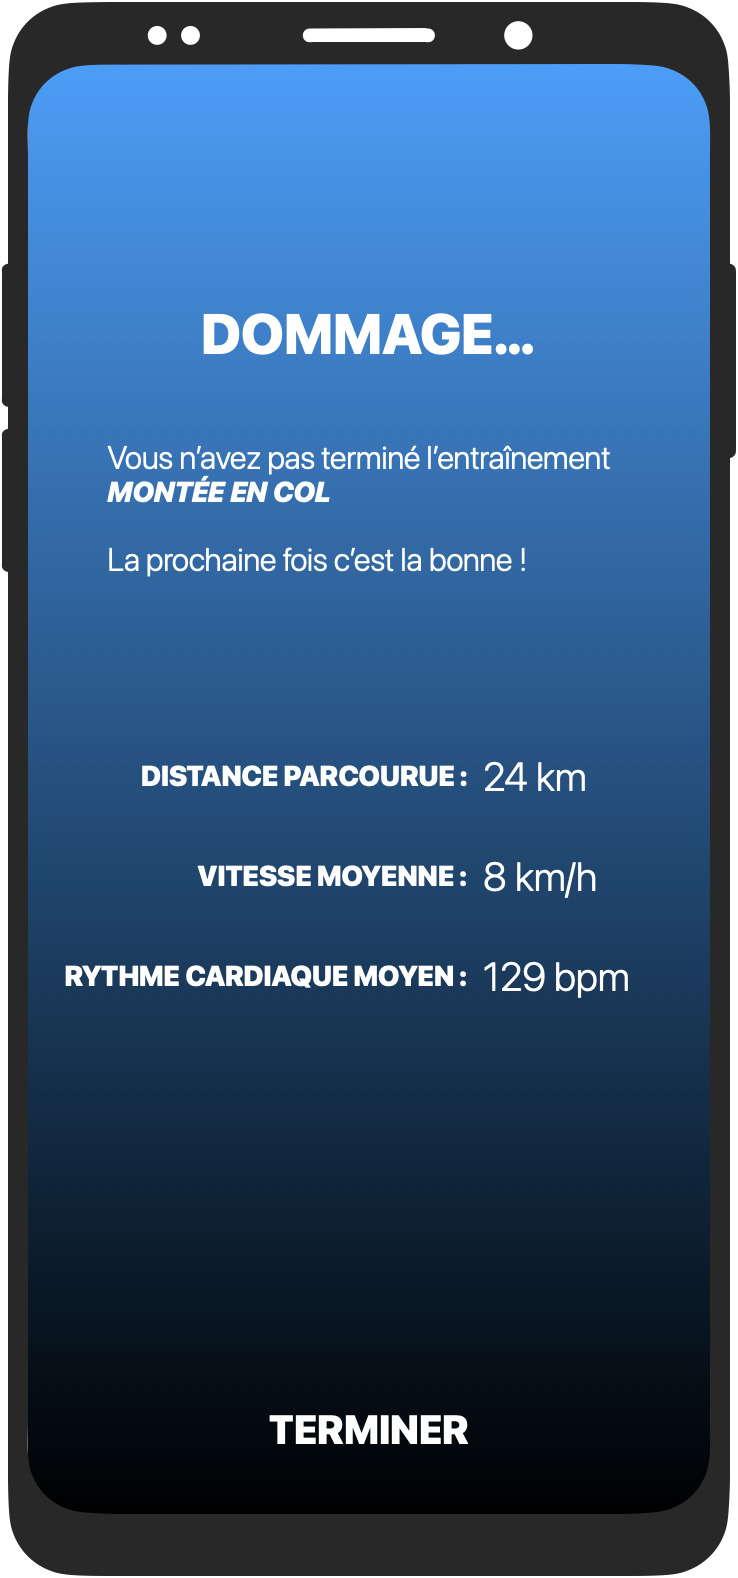 DOMMAGE...
Vous n’avez pas terminé l’entraînement
MONTÉE EN COL
La prochaine fois c’est la bonne !
DISTANCE PARCOURUE : 24 km
VITESSE MOYENNE : 8 km/h
RYTHME CARDIAQUE MOYEN : 129 bpm
TERMINER